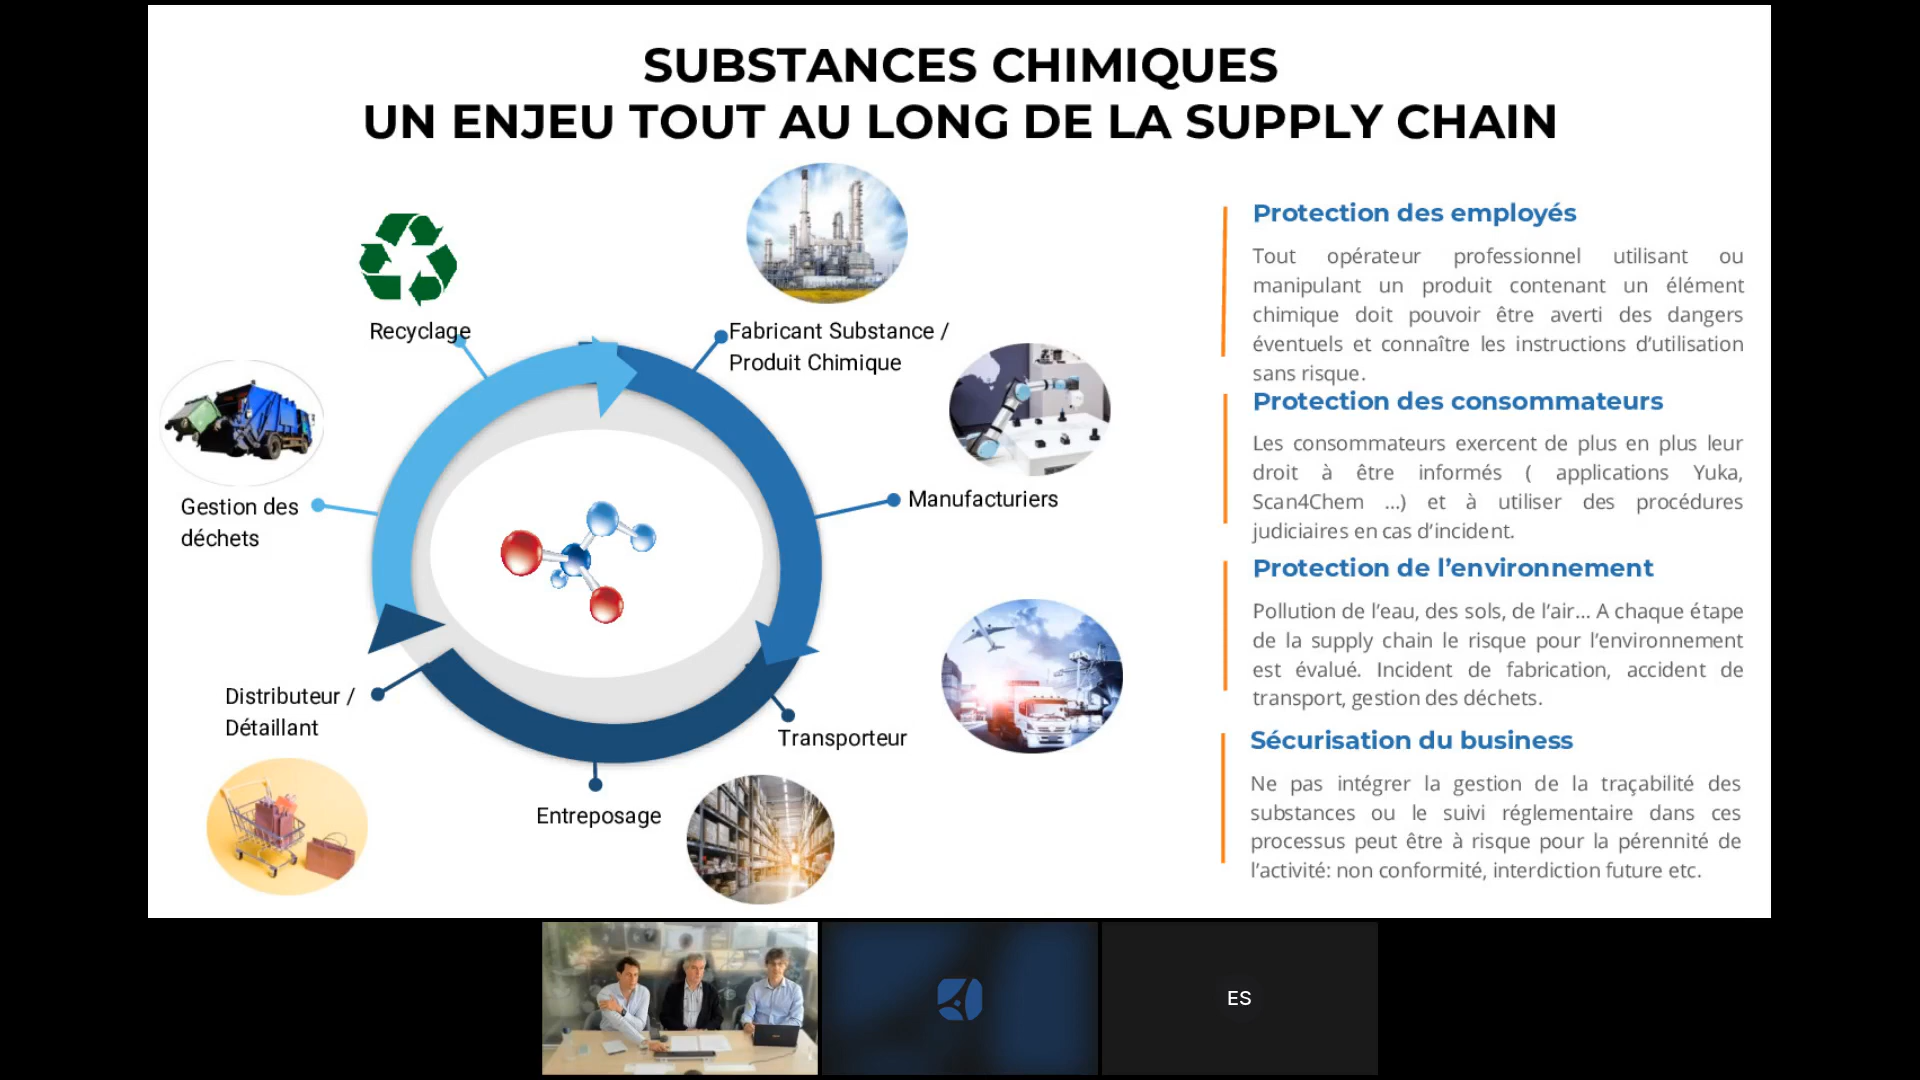 SUBSTANCES CHIMIQUES
UN ENJEU TOUT AU LONG DE LA SUPPLY CHAIN
Recyclage
Fabricant Substance /
Produit Chimique
Manufacturiers
Gestion des
déchets
Distributeur /
Détaillant
Transporteur
Entreposage
Protection des employés
Tout opérateur professionnel utilisant ou
manipulant un produit contenant un élément
chimique doit pouvoir être averti des dangers
éventuels et connaître les instructions d'utilisation
sans risque.
Protection des consommateurs
Les consommateurs exercent de plus en plus leur
droit à être informés ( applications Yuka,
Scan4Chem ...) et à utiliser des procédures
judiciaires en cas d'incident.
Protection de l'environnement
Pollution de l'eau, des sols, de l'air... A chaque étape
de la supply chain le risque pour l'environnement
est évalué. Incident de fabrication, accident de
transport, gestion des déchets.
Sécurisation du business
Ne pas intégrer la gestion de la traçabilité des
substances ou le suivi réglementaire dans ces
processus peut être à risque pour la pérennité de
l'activité: non conformité, interdiction future etc.
ES